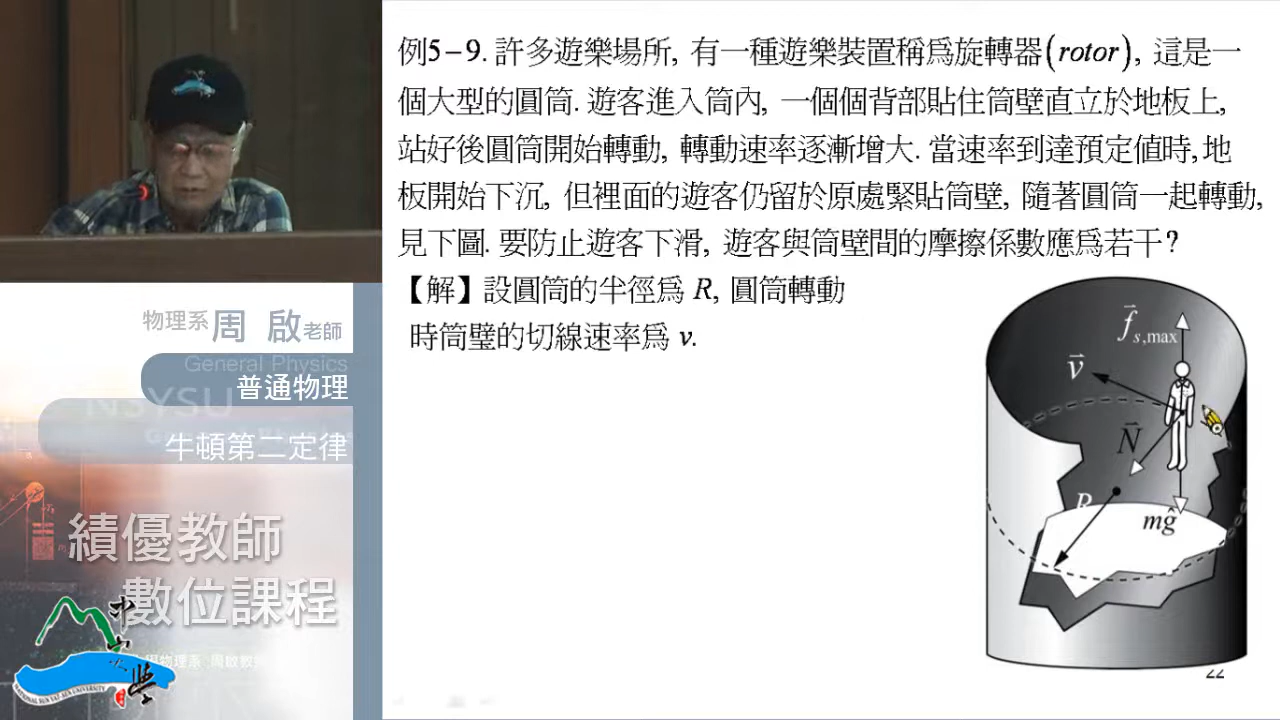 例5-9. 許多遊樂場所, 有一種遊樂裝置稱爲旋轉器(rotor), 這是一
個大型的圓筒. 遊客進入筒內, 一個個背部貼住筒壁直立於地板上,
站好後圓筒開始轉動, 轉動速率逐漸增大. 當速率到達預定值時, 地
板開始下沉, 但裡面的遊客仍留於原處緊貼筒壁, 隨著圓筒一起轉動,
見下圖. 要防止遊客下滑, 遊客與筒壁間的摩擦係數應爲若干?
【解】設圓筒的半徑爲 R, 圓筒轉動
時筒璧的切線速率爲 v.
f⃗ s,max
v⃗
N⃗
R
mg⃗
22
物理系 周 啟 老師
General Physics
普通物理
NSYSU
牛頓第二定律
績優教師
數位課程
NATIONAL SUN YAT-SEN UNIVERSITY